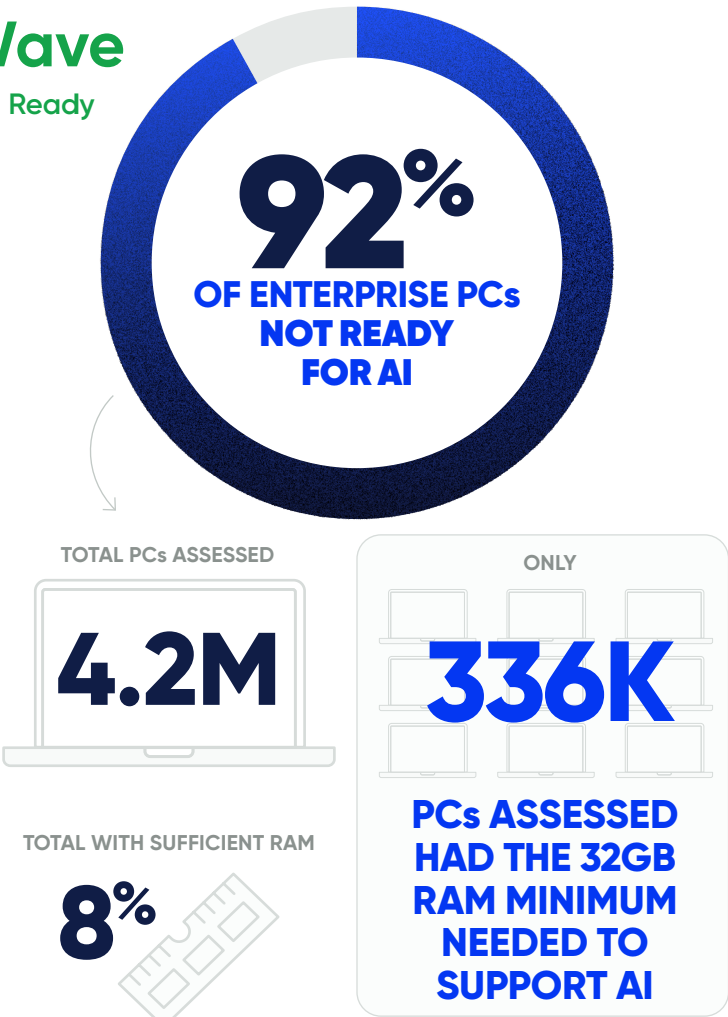 Ready
92%
OF ENTERPRISE PCs
NOT READY
FOR AI
TOTAL PCs ASSESSED
4.2M
TOTAL WITH SUFFICIENT RAM
8%
ONLY
336K
PCs ASSESSED
HAD THE 32GB
RAM MINIMUM
NEEDED TO
SUPPORT AI